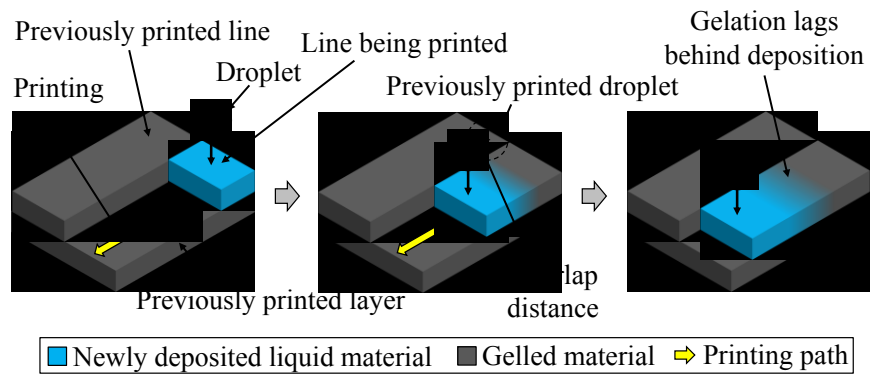 Previously printed line
Line being printed
Droplet
Printing
Previously printed droplet
Gelation lags
behind deposition
Previously printed layer
distance
Newly deposited liquid material
Gelled material
Printing path